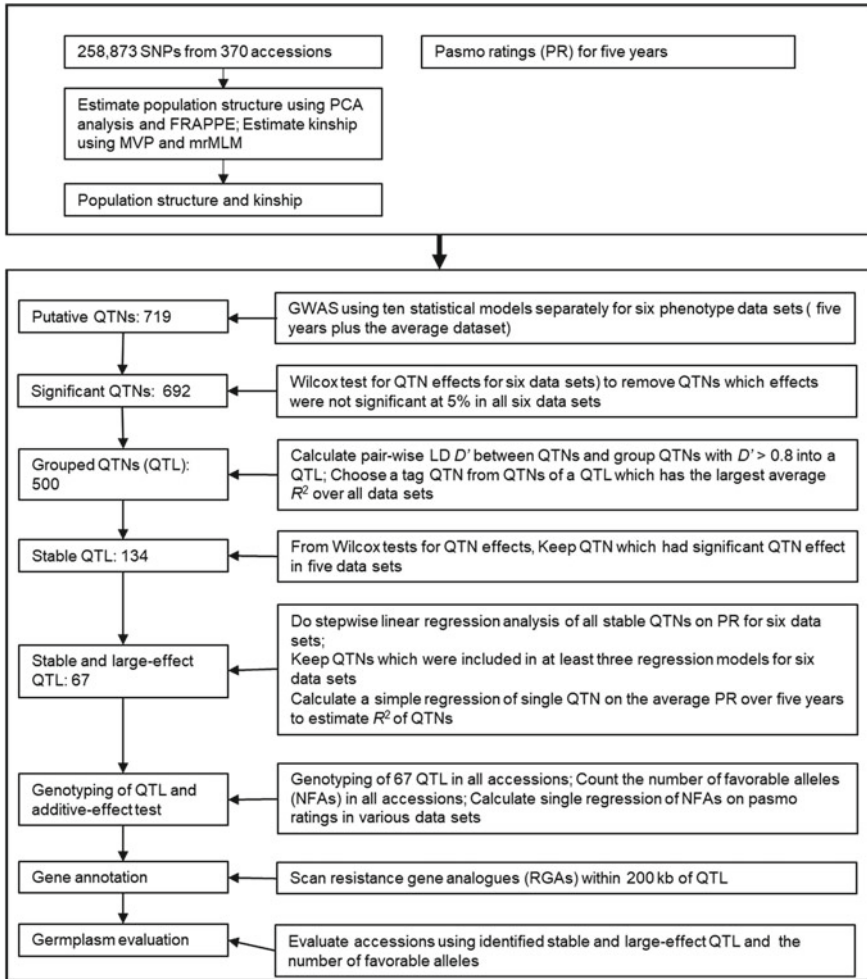 258,873 SNPs from 370 accessions
Pasmo ratings (PR) for five years
Estimate population structure using PCA
analysis and FRAPPE; Estimate kinship
using MVP and mrMLM
Population structure and kinship
Putative QTNs: 719
GWAS using ten statistical models separately for six phenotype data sets ( five
years plus the average dataset)
Significant QTNs: 692
Wilcox test for QTN effects for six data sets) to remove QTNs which effects
were not significant at 5% in all six data sets
Grouped QTNs (QTL):
500
Calculate pair-wise LD D' between QTNs and group QTNs with D' > 0.8 into a
QTL; Choose a tag QTN from QTNs of a QTL which has the largest average
R² over all data sets
Stable QTL: 134
From Wilcox tests for QTN effects, Keep QTN which had significant QTN effect
in five data sets
Stable and large-effect
QTL: 67
Do stepwise linear regression analysis of all stable QTNs on PR for six data
sets;
Keep QTNs which were included in at least three regression models for six
data sets
Calculate a simple regression of single QTN on the average PR over five years
to estimate R² of QTNs
Genotyping of QTL and
additive-effect test
Genotyping of 67 QTL in all accessions; Count the number of favorable alleles
(NFAs) in all accessions; Calculate single regression of NFAs on pasmo
ratings in various data sets
Gene annotation
Scan resistance gene analogues (RGAs) within 200 kb of QTL
Germplasm evaluation
Evaluate accessions using identified stable and large-effect QTL and the
number of favorable alleles